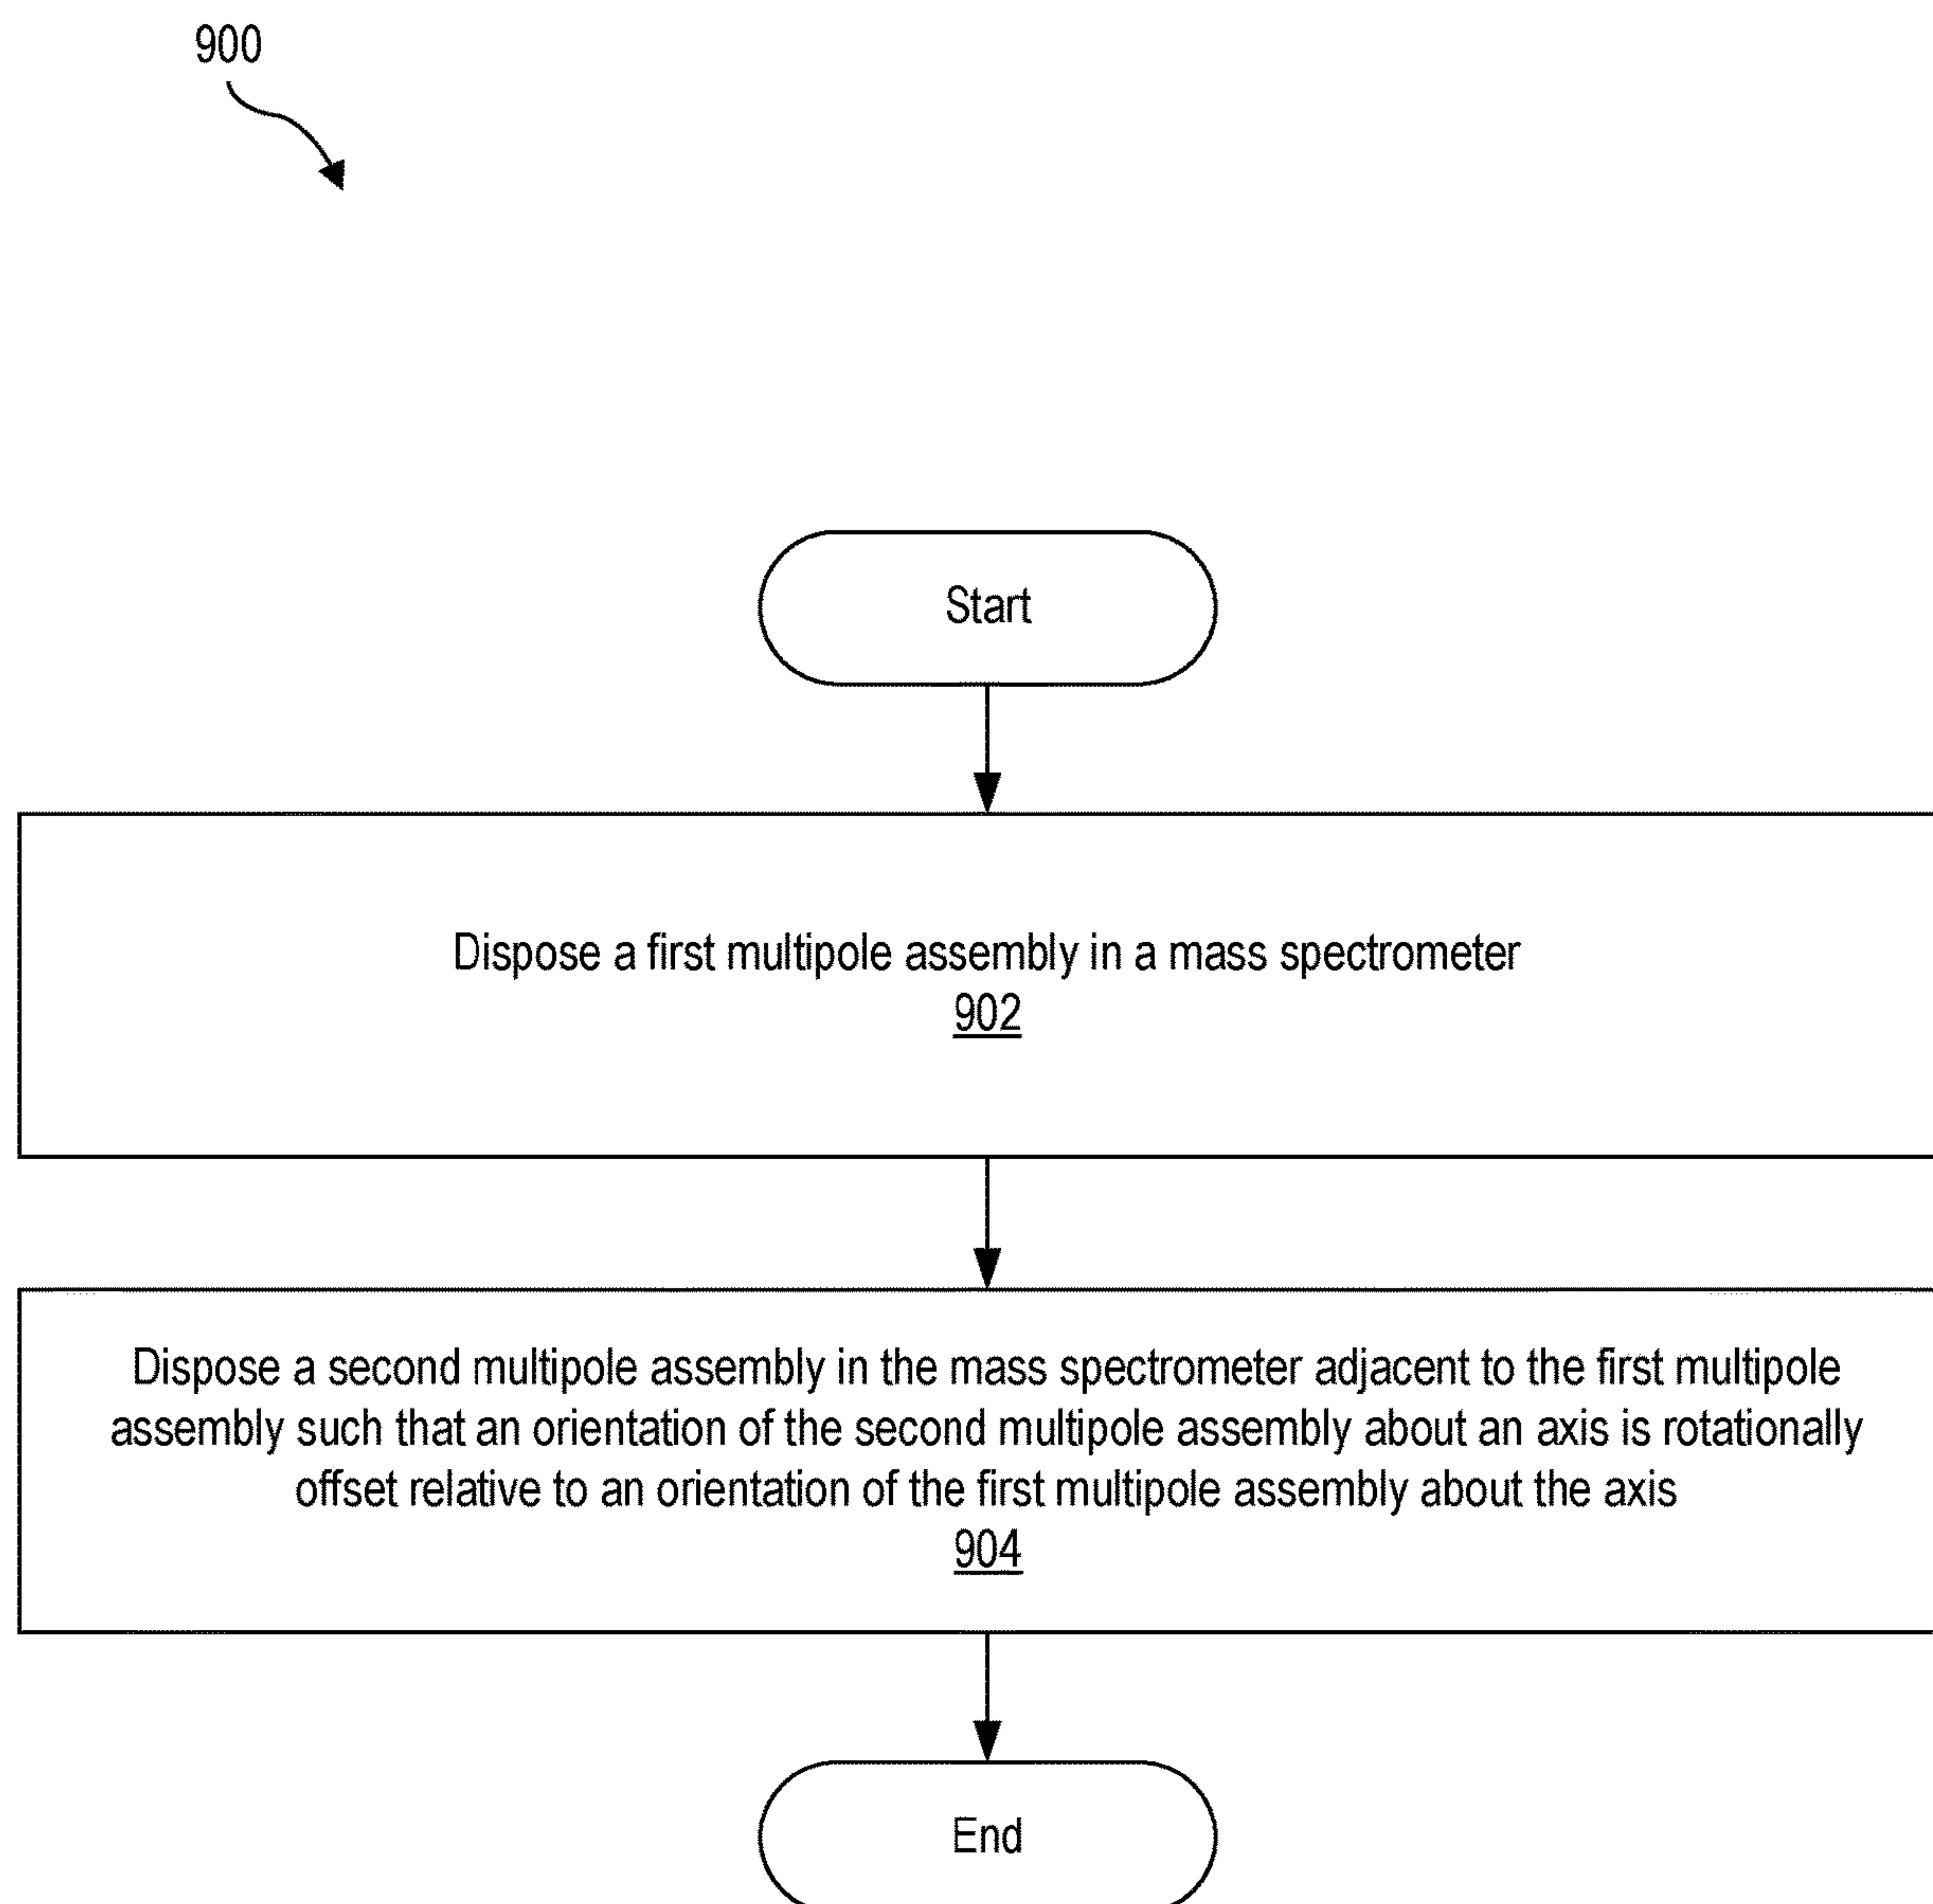 900
Start
Dispose a first multipole assembly in a mass spectrometer
902
Dispose a second multipole assembly in the mass spectrometer adjacent to the first multipole
assembly such that an orientation of the second multipole assembly about an axis is rotationally
offset relative to an orientation of the first multipole assembly about the axis
904
End